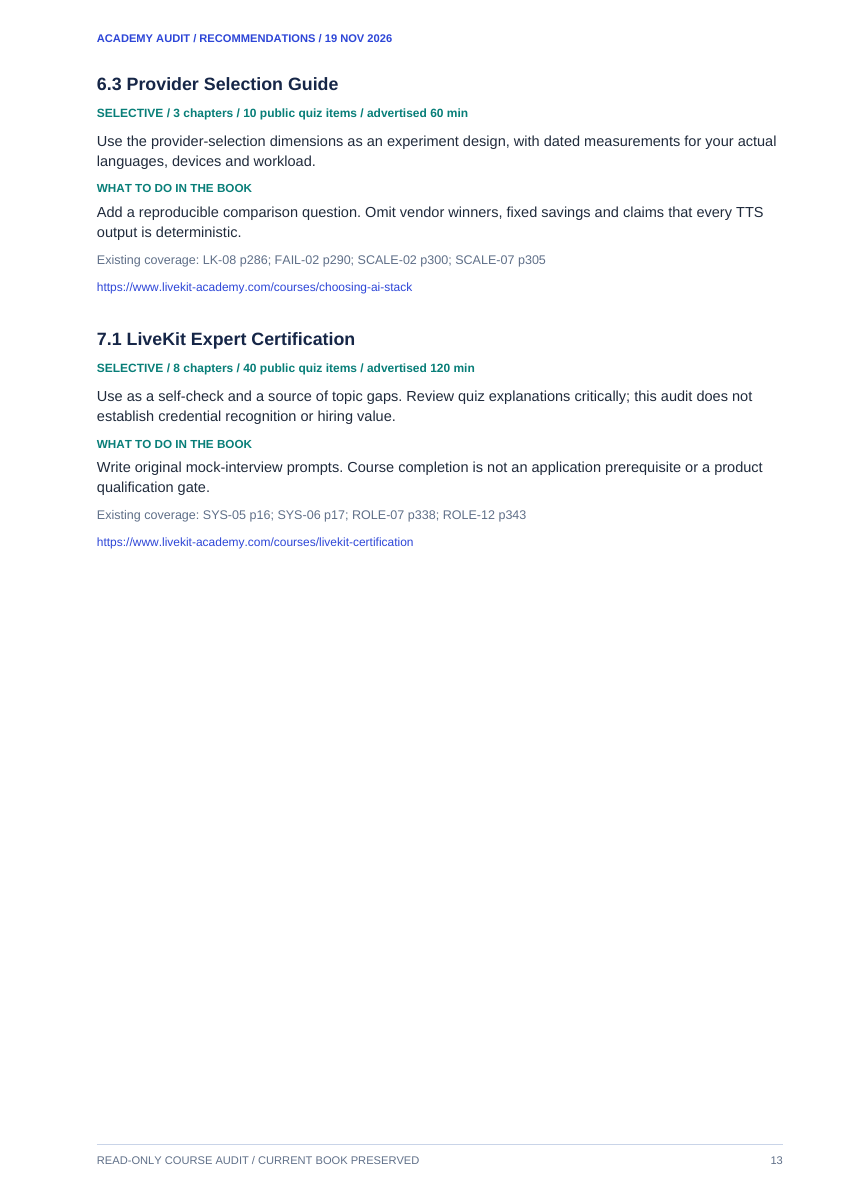 ACADEMY AUDIT / RECOMMENDATIONS / 19 NOV 2026
6.3 Provider Selection Guide
SELECTIVE / 3 chapters / 10 public quiz items / advertised 60 min
Use the provider-selection dimensions as an experiment design, with dated measurements for your actual
languages, devices and workload.
WHAT TO DO IN THE BOOK
Add a reproducible comparison question. Omit vendor winners, fixed savings and claims that every TTS
output is deterministic.
Existing coverage: LK-08 p286; FAIL-02 p290; SCALE-02 p300; SCALE-07 p305
https://www.livekit-academy.com/courses/choosing-ai-stack
7.1 LiveKit Expert Certification
SELECTIVE / 8 chapters / 40 public quiz items / advertised 120 min
Use as a self-check and a source of topic gaps. Review quiz explanations critically; this audit does not
establish credential recognition or hiring value.
WHAT TO DO IN THE BOOK
Write original mock-interview prompts. Course completion is not an application prerequisite or a product
qualification gate.
Existing coverage: SYS-05 p16; SYS-06 p17; ROLE-07 p338; ROLE-12 p343
https://www.livekit-academy.com/courses/livekit-certification
READ-ONLY COURSE AUDIT / CURRENT BOOK PRESERVED
13